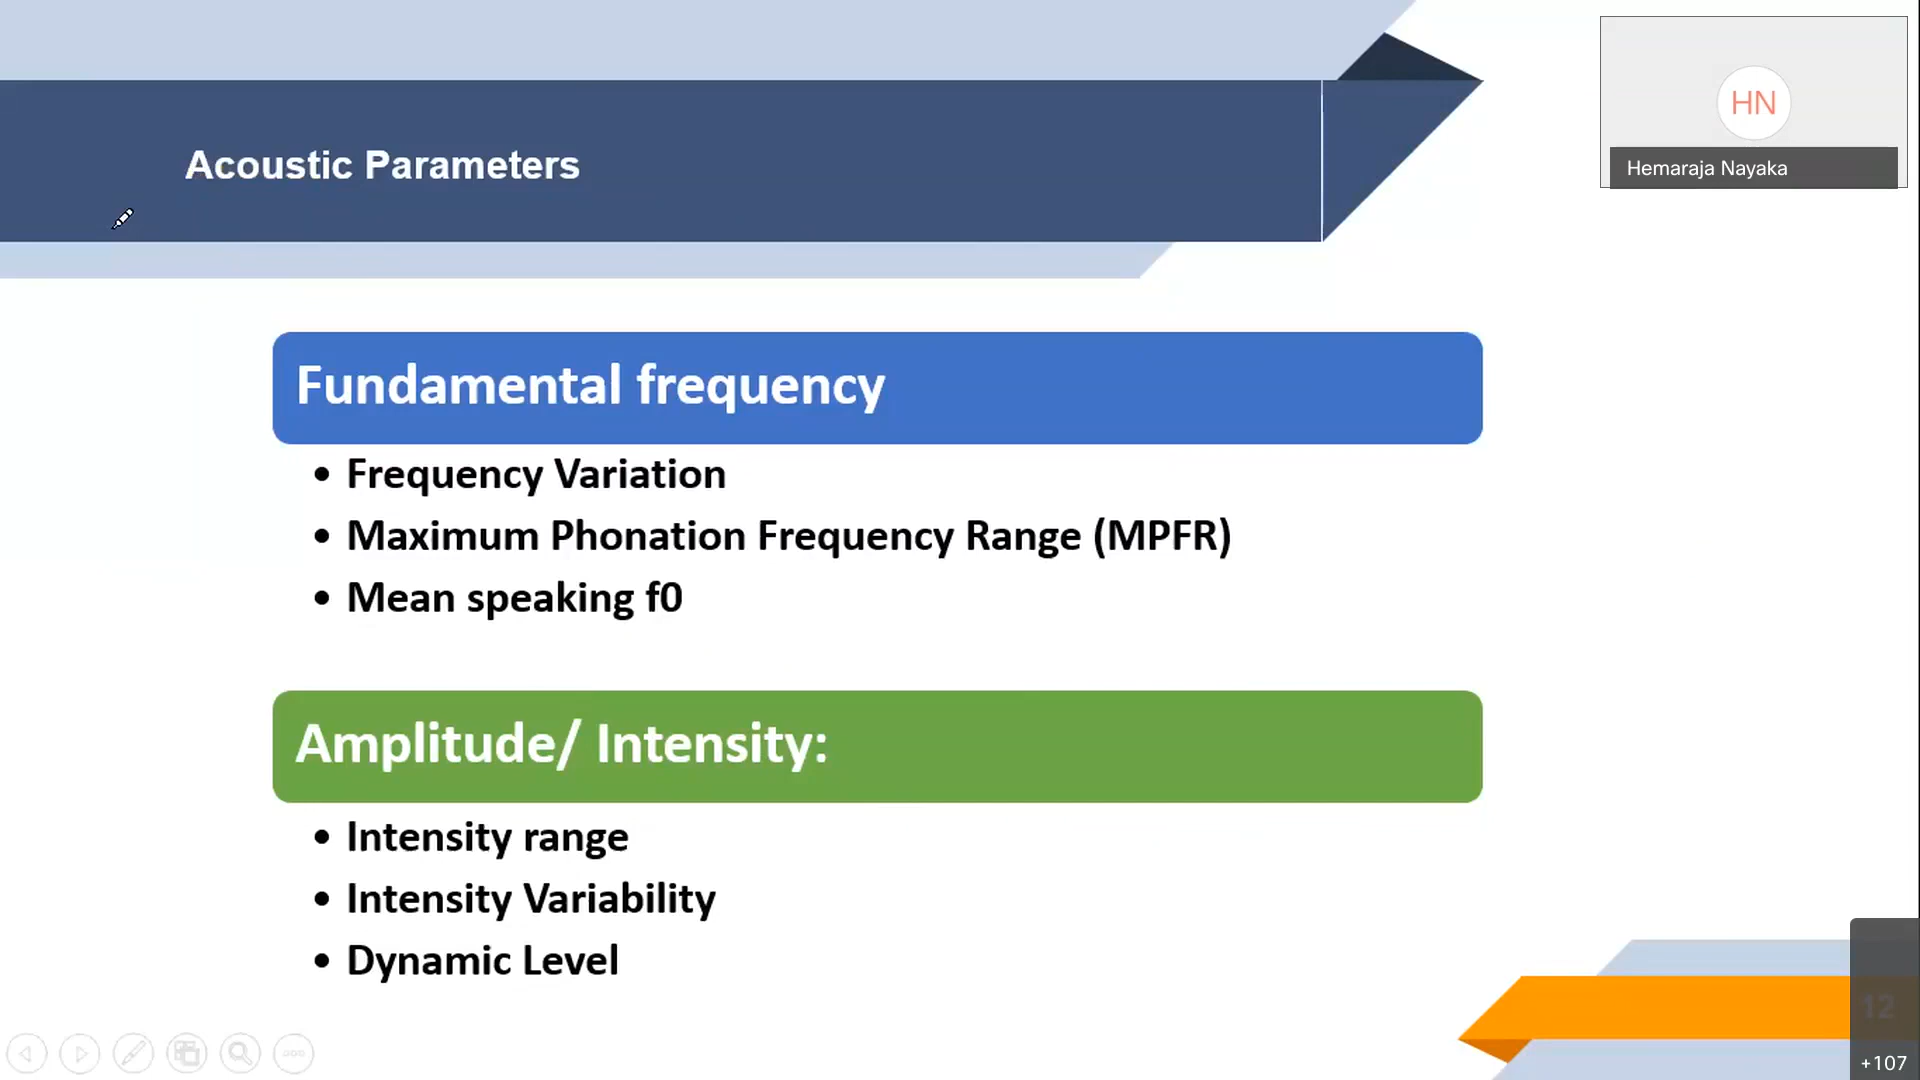 Acoustic Parameters
HN
Hemaraja Nayaka
Fundamental frequency
• Frequency Variation
• Maximum Phonation Frequency Range (MPFR)
• Mean speaking f0
Amplitude/ Intensity:
• Intensity range
• Intensity Variability
• Dynamic Level
12
+107